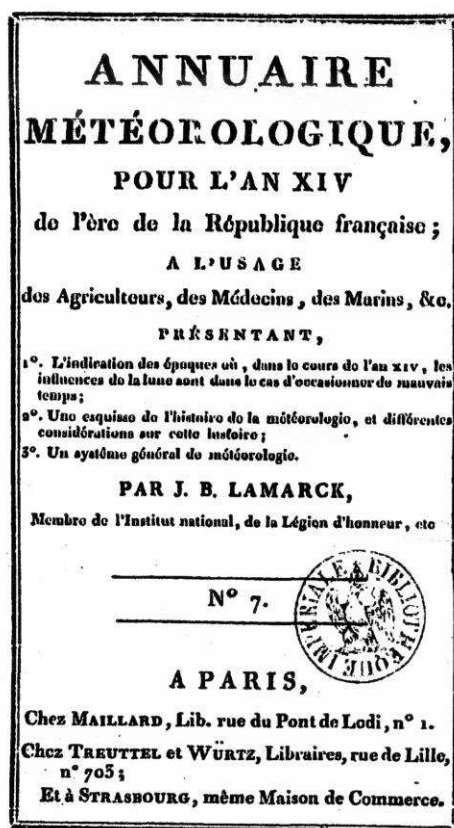 ANNUAIRE
MÉTÉOROLOGIQUE,
POUR L'AN XIV
de l'ère de la République française ;
A L'USAGE
des Agriculteurs, des Médecins, des Marins, &c.
PRÉSENTANT,
1°. L'indication des époques où, dans le cours de l'an XIV, les
influences de la lune sont dans le cas d'occasionner du mauvais
temps ;
2°. Une esquisse de l'histoire de la météorologie, et différentes
considérations sur cette histoire ;
3°. Un système général de météorologie.
PAR J. B. LAMARCK,
Membre de l'Institut national, de la Légion d'honneur, etc
N° 7.
BIBLIOTHEQUE IMPERIALE
A PARIS,
Chez MAILLARD, Lib. rue du Pont de Lodi, n° 1.
Chez TREUTTEL et WÜRTZ, Libraires, rue de Lille,
n° 703 ;
Et à STRASBOURG, même Maison de Commerce.